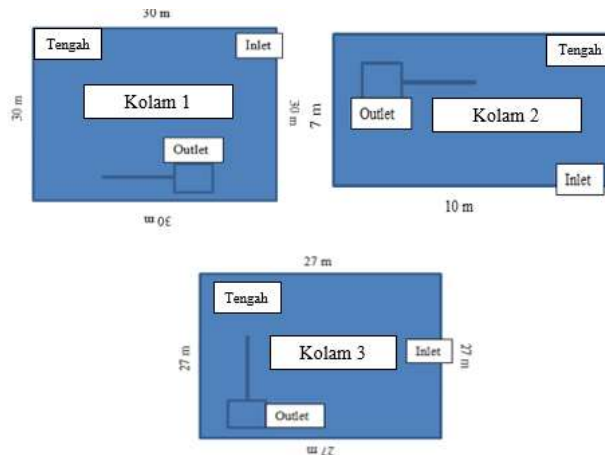 30 m
Tengah
Inlet
30 m
Kolam 1
30 m
Outlet
30 m
Tengah
7 m
Outlet
Kolam 2
Inlet
10 m
27 m
Tengah
27 m
Kolam 3
Inlet
27 m
Outlet
27 m